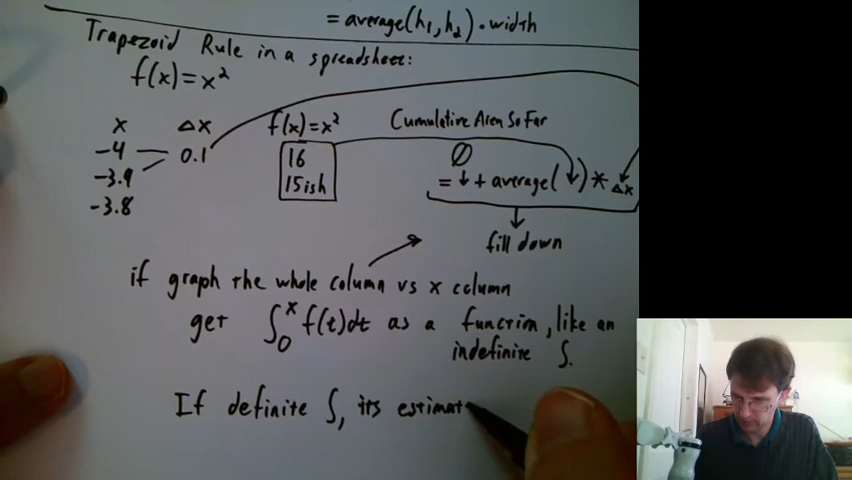 = average(h₁,h₂)·width
Trapezoid Rule in a spreadsheet:
f(x)=x²
x Δx f(x)=x² Cumulative Area So Far
-4 0.1 16 0
-3.9 15ish =↓+average(↓)*Δx
-3.8
fill down
if graph the whole column vs x column
get ∫₀ˣ f(t)dt as a function, like an
indefinite ∫.
If definite ∫, its estimat